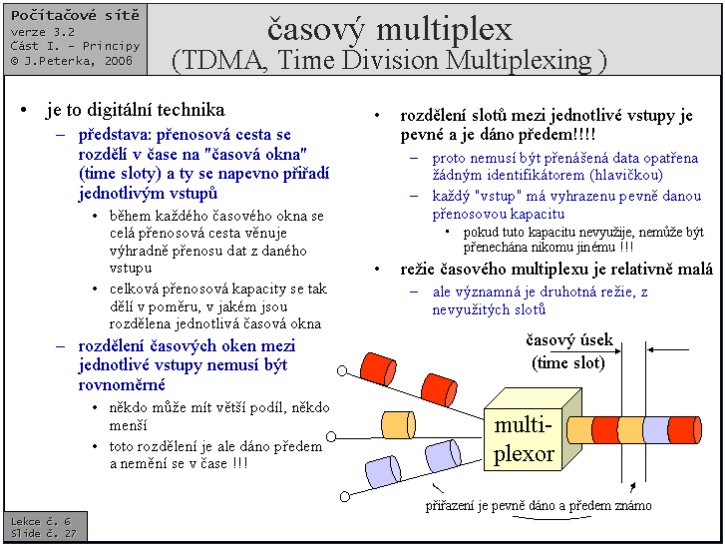 Počítačové sítě
verze 3.2
Část I. – Principy
© J.Peterka, 2006
časový multiplex
(TDMA, Time Division Multiplexing )
• je to digitální technika
– představa: přenosová cesta se
rozdělí v čase na "časová okna"
(time sloty) a ty se napevno přiřadí
jednotlivým vstupů
• během každého časového okna se
celá přenosová cesta věnuje
výhradně přenosu dat z daného
vstupu
• celková přenosová kapacity se tak
dělí v poměru, v jakém jsou
rozdělena jednotlivá časová okna
– rozdělení časových oken mezi
jednotlivé vstupy nemusí být
rovnoměrné
• někdo může mít větší podíl, někdo
menší
• toto rozdělení je ale dáno předem
a nemění se v čase !!!
• rozdělení slotů mezi jednotlivé vstupy je
pevné a je dáno předem!!!!
– proto nemusí být přenášená data opatřena
žádným identifikátorem (hlavičkou)
– každý "vstup" má vyhrazenu pevně danou
přenosovou kapacitu
• pokud tuto kapacitu nevyužije, nemůže být
přenechána nikomu jinému !!!
• režie časového multiplexu je relativně malá
– ale významná je druhotná režie, z
nevyužitých slotů
časový úsek
(time slot)
multi-
plexor
přiřazení je pevně dáno a předem známo
Lekce č. 6
Slide č. 27